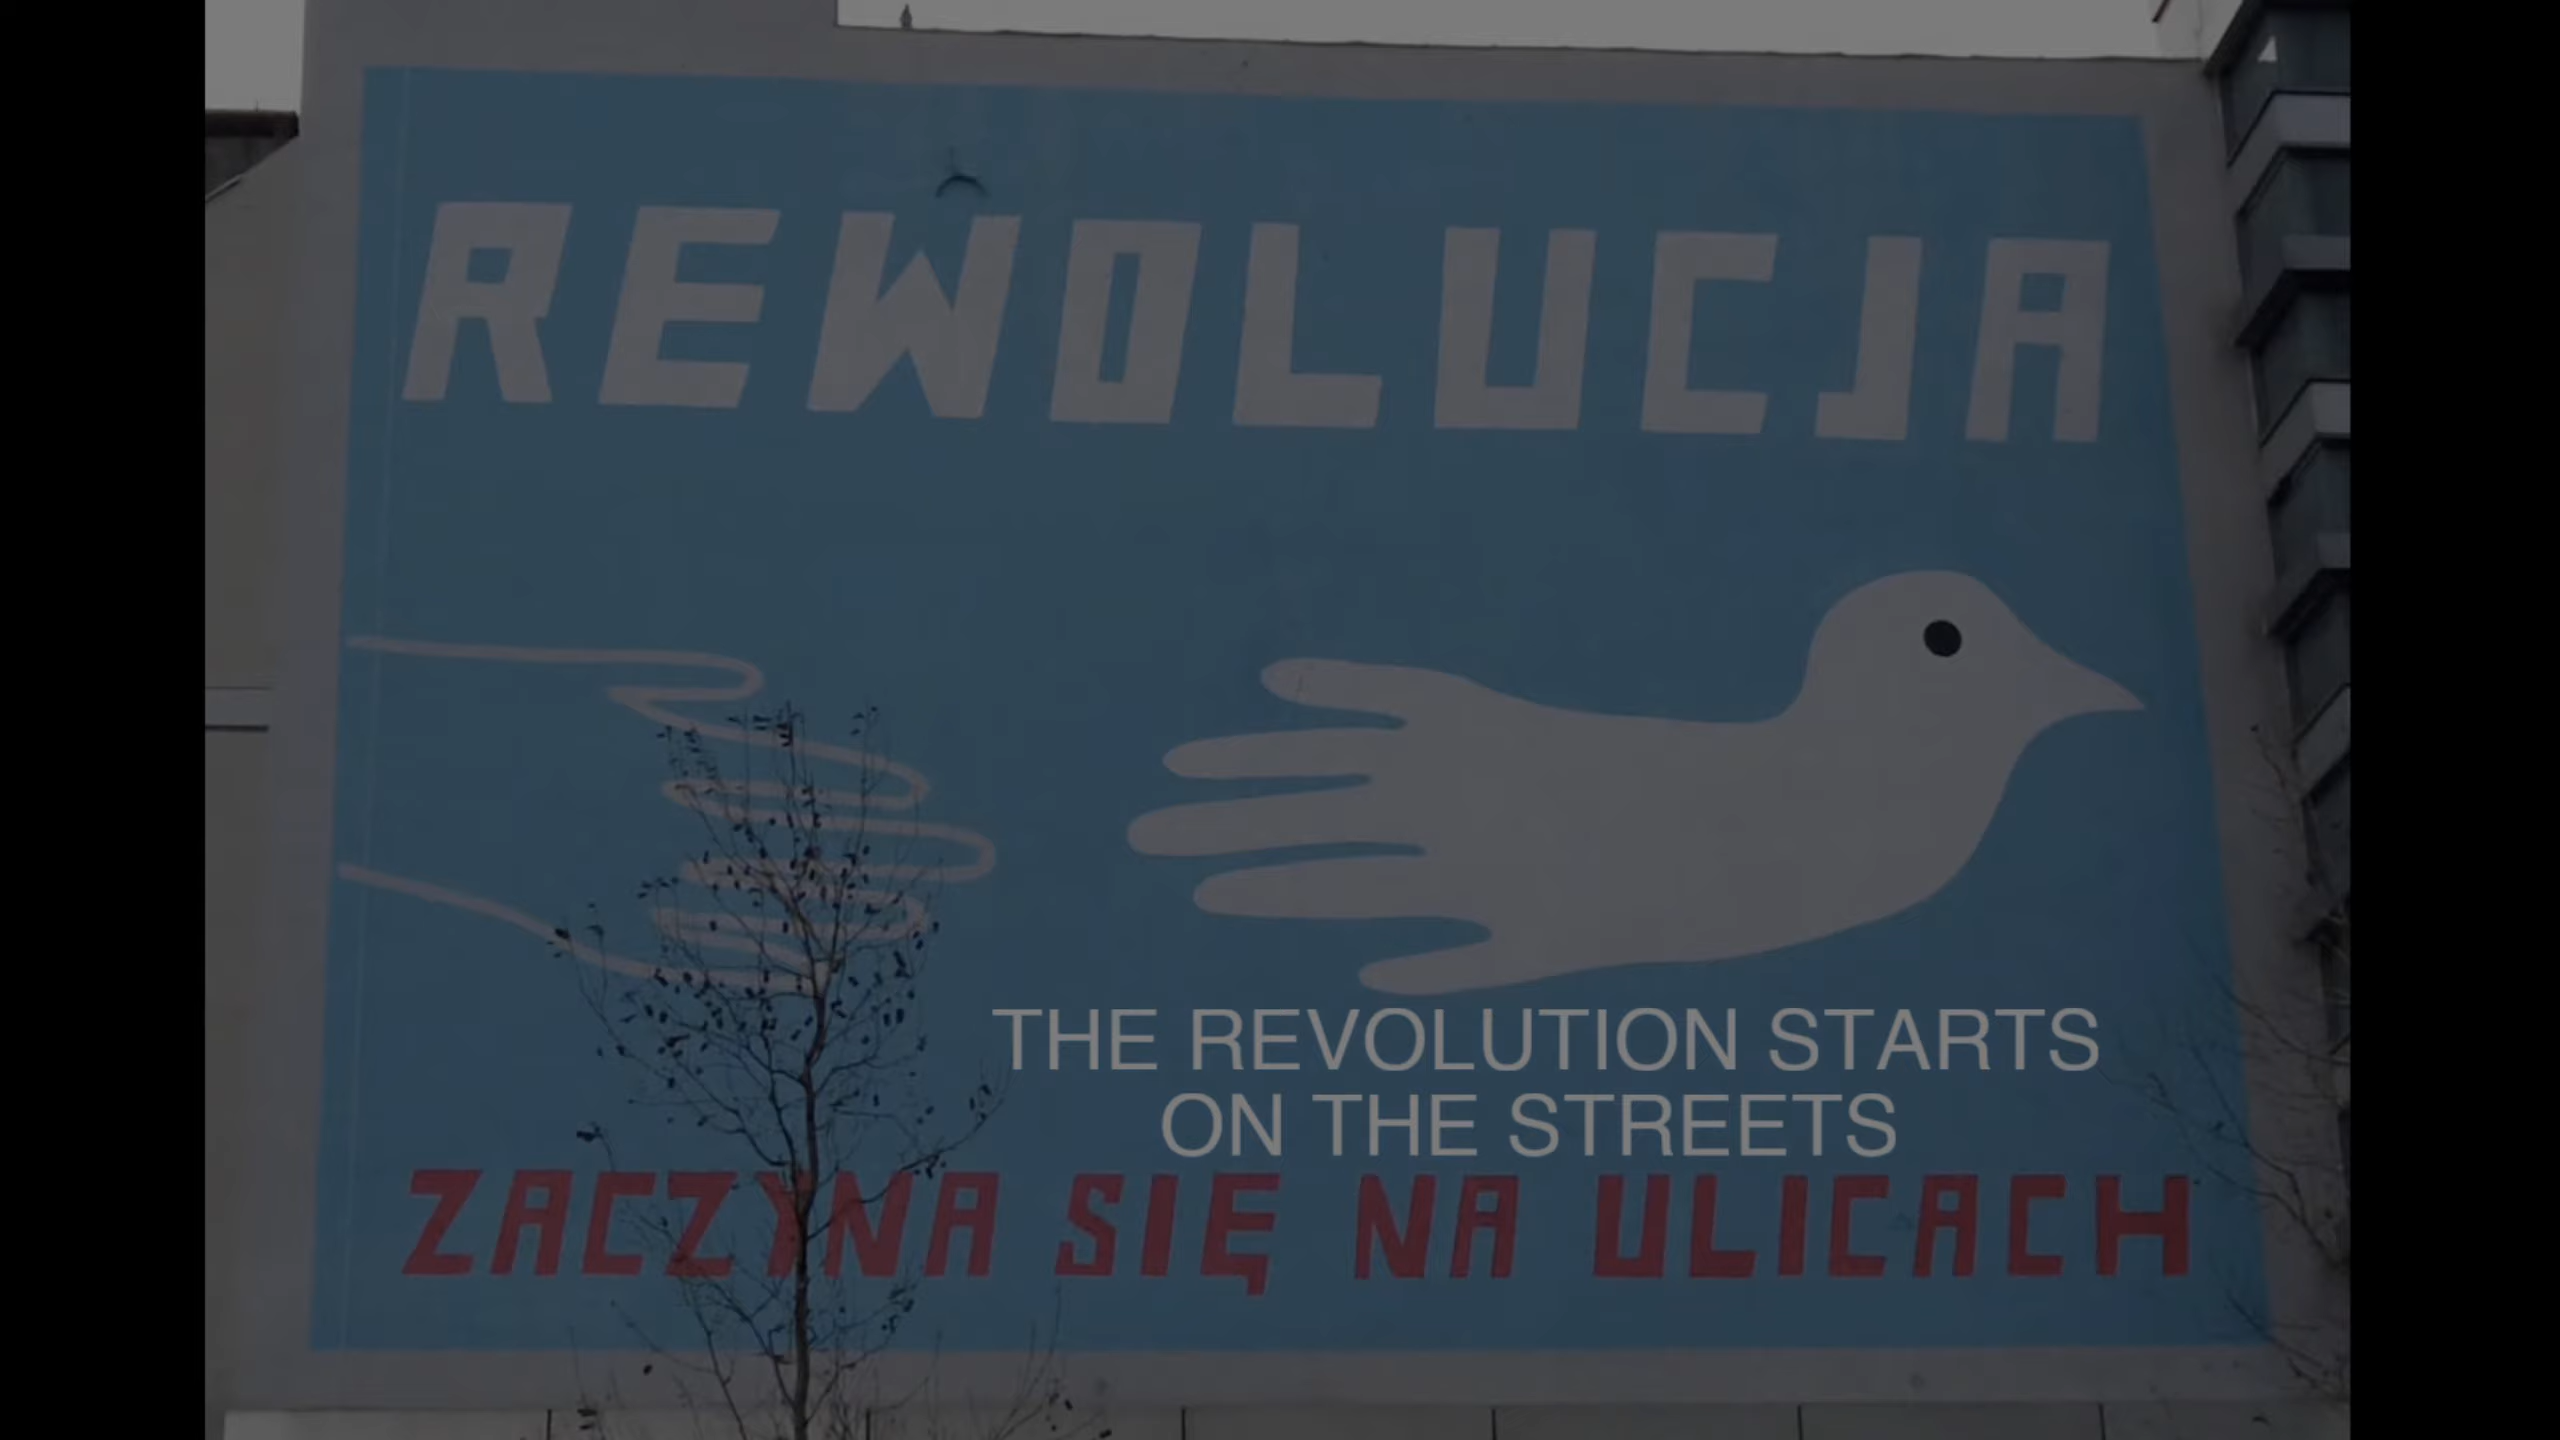 REWOLUCJA
THE REVOLUTION STARTS
ON THE STREETS
ZACZYNA SIĘ NA ULICACH